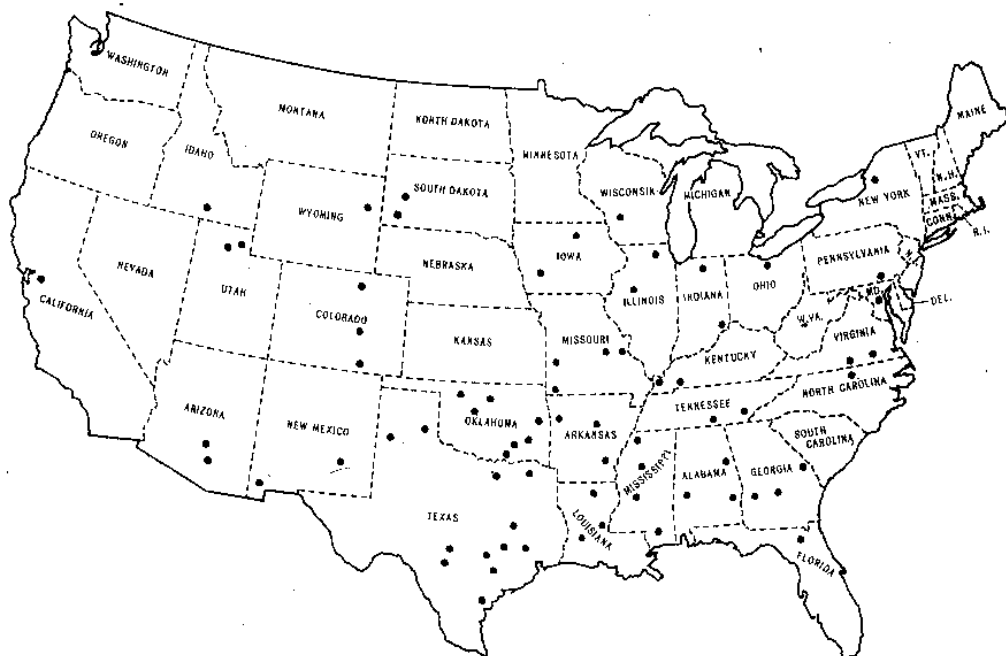 WASHINGTON
MONTANA
NORTH DAKOTA
MINNESOTA
MAINE
OREGON
IDAHO
SOUTH DAKOTA
WISCONSIN
MICHIGAN
VT.
N.H.
NEW YORK
MASS.
CONN.
R.I.
WYOMING
NEVADA
UTAH
NEBRASKA
IOWA
ILLINOIS
INDIANA
OHIO
PENNSYLVANIA
N.J.
MD.
DEL.
CALIFORNIA
COLORADO
KANSAS
MISSOURI
KENTUCKY
W.VA.
VIRGINIA
ARIZONA
NEW MEXICO
OKLAHOMA
ARKANSAS
TENNESSEE
NORTH CAROLINA
SOUTH CAROLINA
TEXAS
LOUISIANA
MISSISSIPPI
ALABAMA
GEORGIA
FLORIDA